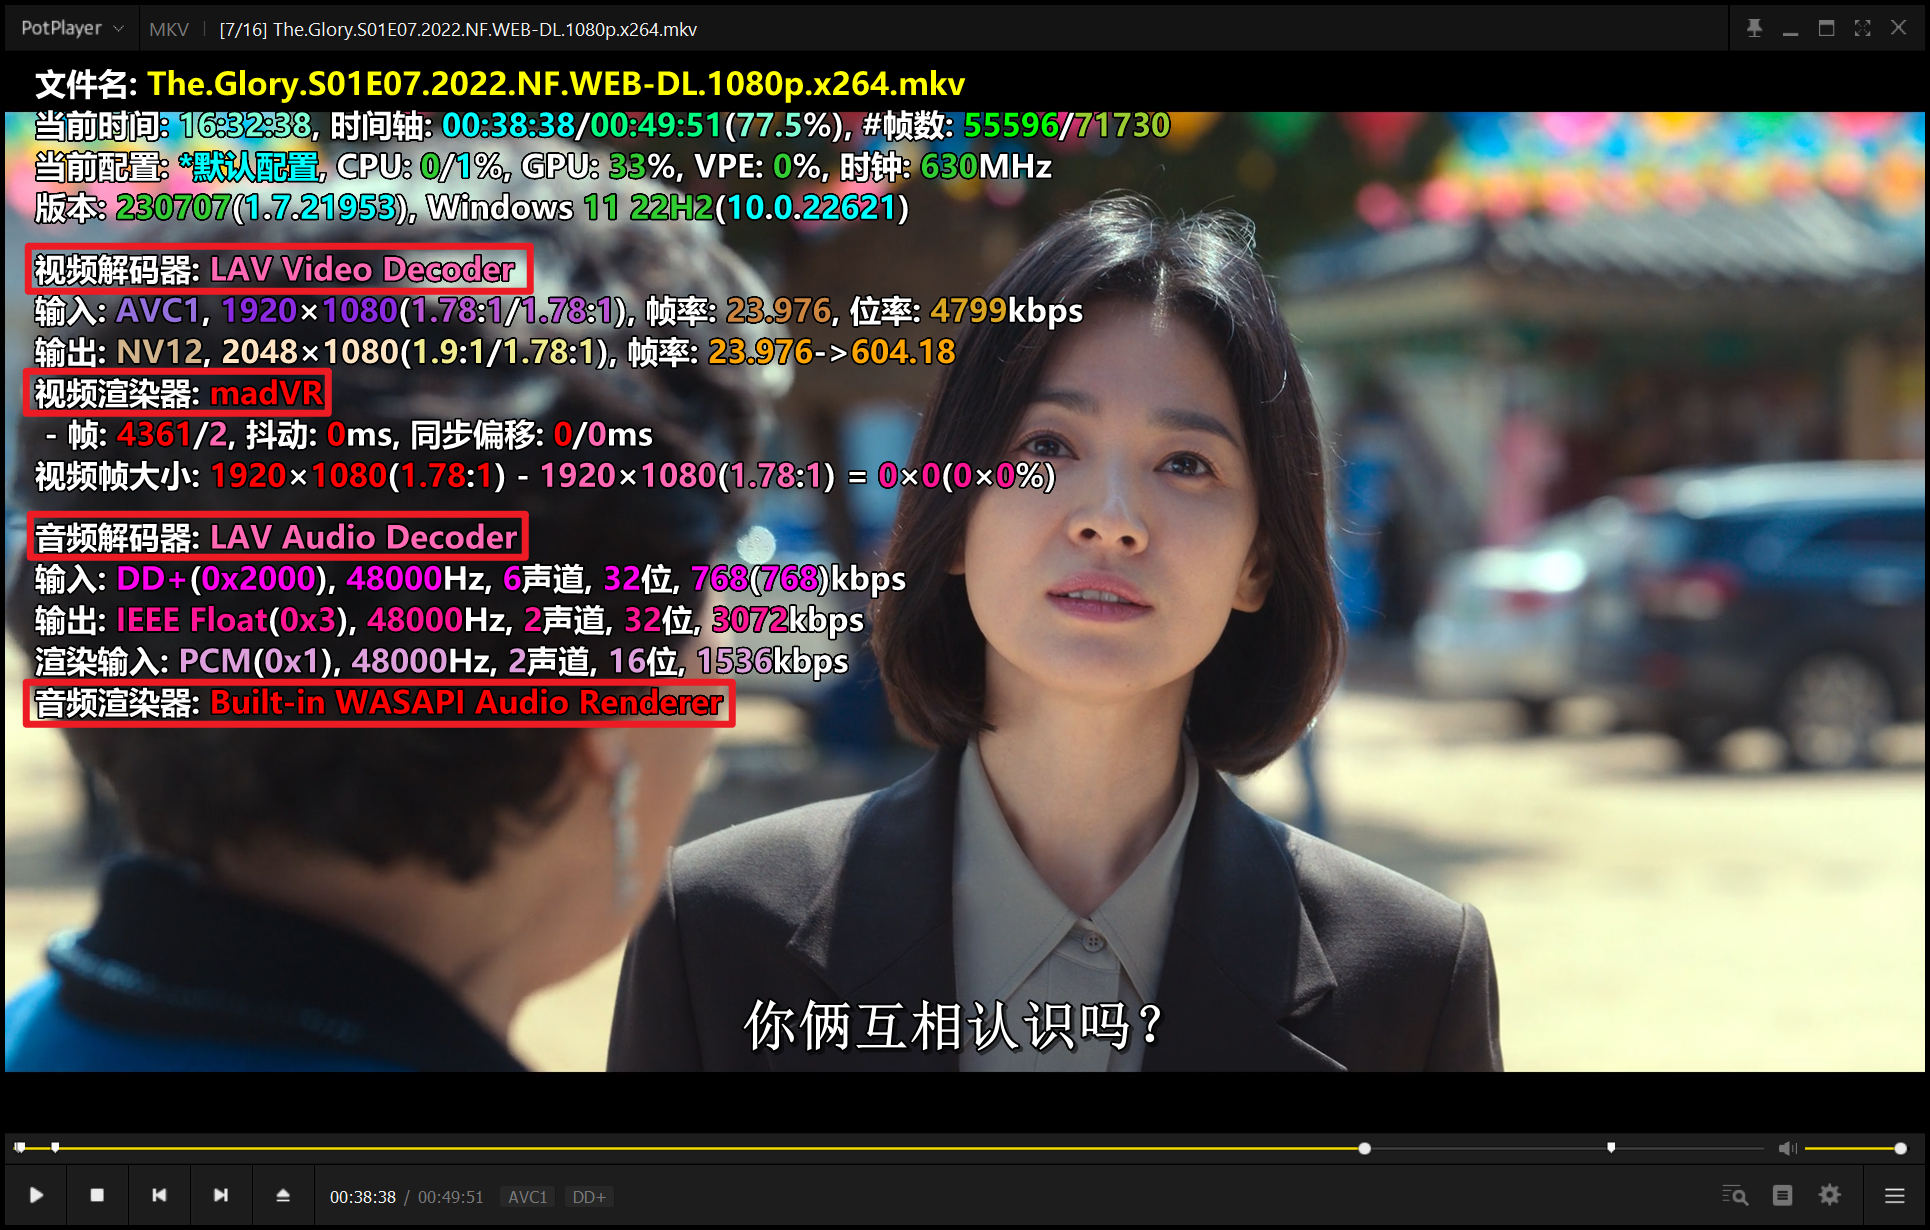 PotPlayer MKV [7/16] The.Glory.S01E07.2022.NF.WEB-DL.1080p.x264.mkv
文件名: The.Glory.S01E07.2022.NF.WEB-DL.1080p.x264.mkv
当前时间: 16:32:38, 时间轴: 00:38:38/00:49:51(77.5%), #帧数: 55596/71730
当前配置: *默认配置, CPU: 0/1%, GPU: 33%, VPE: 0%, 时钟: 630MHz
版本: 230707(1.7.21953), Windows 11 22H2(10.0.22621)
视频解码器: LAV Video Decoder
输入: AVC1, 1920×1080(1.78:1/1.78:1), 帧率: 23.976, 位率: 4799kbps
输出: NV12, 2048×1080(1.9:1/1.78:1), 帧率: 23.976->604.18
视频渲染器: madVR
- 帧: 4361/2, 抖动: 0ms, 同步偏移: 0/0ms
视频帧大小: 1920×1080(1.78:1) - 1920×1080(1.78:1) = 0×0(0×0%)
音频解码器: LAV Audio Decoder
输入: DD+(0x2000), 48000Hz, 6声道, 32位, 768(768)kbps
输出: IEEE Float(0x3), 48000Hz, 2声道, 32位, 3072kbps
渲染输入: PCM(0x1), 48000Hz, 2声道, 16位, 1536kbps
音频渲染器: Built-in WASAPI Audio Renderer
你俩互相认识吗？
00:38:38 / 00:49:51 AVC1 DD+